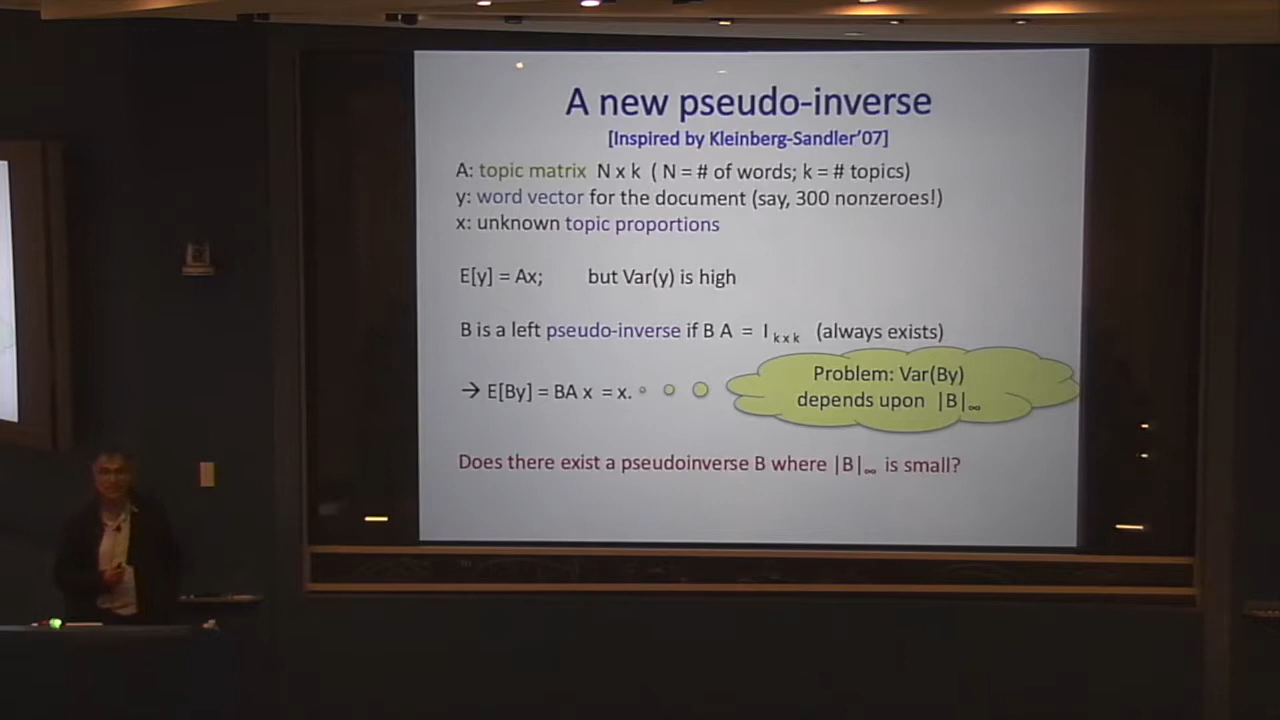 A new pseudo-inverse
[Inspired by Kleinberg-Sandler'07]
A: topic matrix N x k ( N = # of words; k = # topics)
y: word vector for the document (say, 300 nonzeroes!)
x: unknown topic proportions
E[y] = Ax; but Var(y) is high
B is a left pseudo-inverse if B A = I k x k (always exists)
→ E[By] = BA x = x.
Problem: Var(By)
depends upon |B|∞
Does there exist a pseudoinverse B where |B|∞ is small?